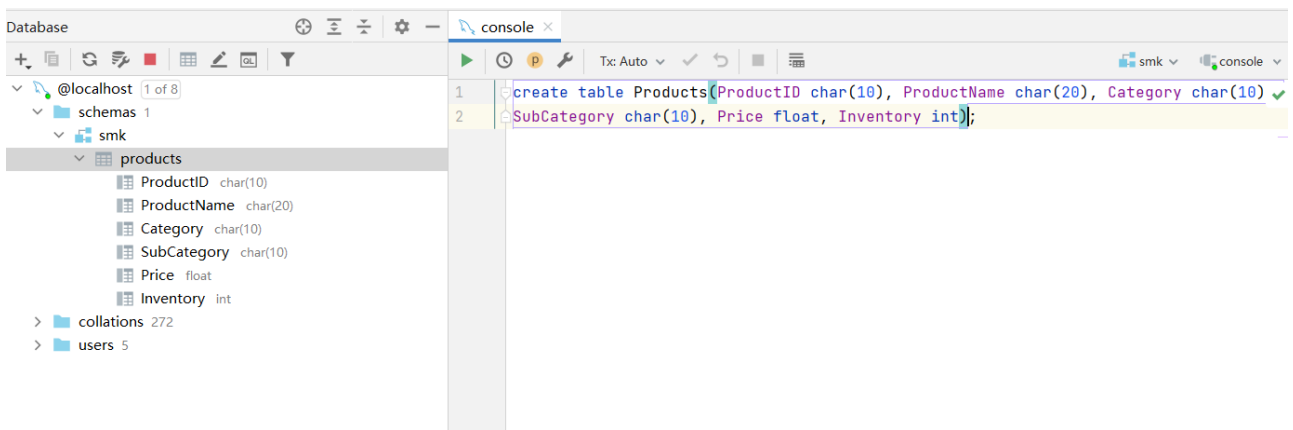 Database
console
Tx: Auto
smk
console
@localhost 1 of 8
schemas 1
smk
products
ProductID char(10)
ProductName char(20)
Category char(10)
SubCategory char(10)
Price float
Inventory int
collations 272
users 5
1 create table Products(ProductID char(10), ProductName char(20), Category char(10)
2 SubCategory char(10), Price float, Inventory int);